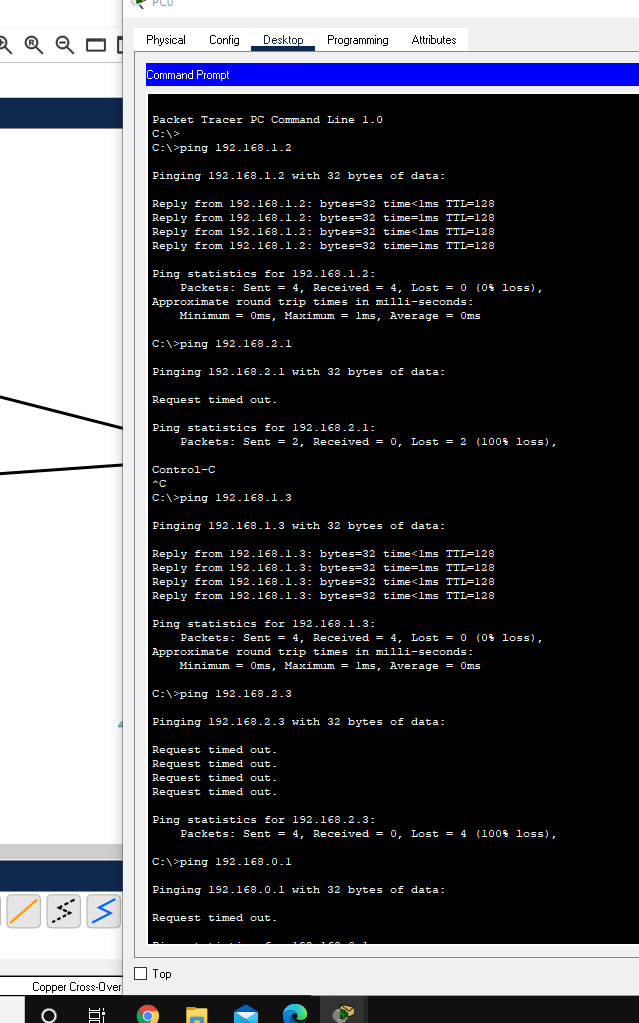 PC0
Physical Config Desktop Programming Attributes
Command Prompt
Packet Tracer PC Command Line 1.0
C:\>
C:\>ping 192.168.1.2
Pinging 192.168.1.2 with 32 bytes of data:
Reply from 192.168.1.2: bytes=32 time<1ms TTL=128
Reply from 192.168.1.2: bytes=32 time=1ms TTL=128
Reply from 192.168.1.2: bytes=32 time<1ms TTL=128
Reply from 192.168.1.2: bytes=32 time=1ms TTL=128
Ping statistics for 192.168.1.2:
Packets: Sent = 4, Received = 4, Lost = 0 (0% loss),
Approximate round trip times in milli-seconds:
Minimum = 0ms, Maximum = 1ms, Average = 0ms
C:\>ping 192.168.2.1
Pinging 192.168.2.1 with 32 bytes of data:
Request timed out.
Ping statistics for 192.168.2.1:
Packets: Sent = 2, Received = 0, Lost = 2 (100% loss),
Control-C
^C
C:\>ping 192.168.1.3
Pinging 192.168.1.3 with 32 bytes of data:
Reply from 192.168.1.3: bytes=32 time<1ms TTL=128
Reply from 192.168.1.3: bytes=32 time=1ms TTL=128
Reply from 192.168.1.3: bytes=32 time<1ms TTL=128
Reply from 192.168.1.3: bytes=32 time<1ms TTL=128
Ping statistics for 192.168.1.3:
Packets: Sent = 4, Received = 4, Lost = 0 (0% loss),
Approximate round trip times in milli-seconds:
Minimum = 0ms, Maximum = 1ms, Average = 0ms
C:\>ping 192.168.2.3
Pinging 192.168.2.3 with 32 bytes of data:
Request timed out.
Request timed out.
Request timed out.
Request timed out.
Ping statistics for 192.168.2.3:
Packets: Sent = 4, Received = 0, Lost = 4 (100% loss),
C:\>ping 192.168.0.1
Pinging 192.168.0.1 with 32 bytes of data:
Request timed out.
Top
Copper Cross-Over